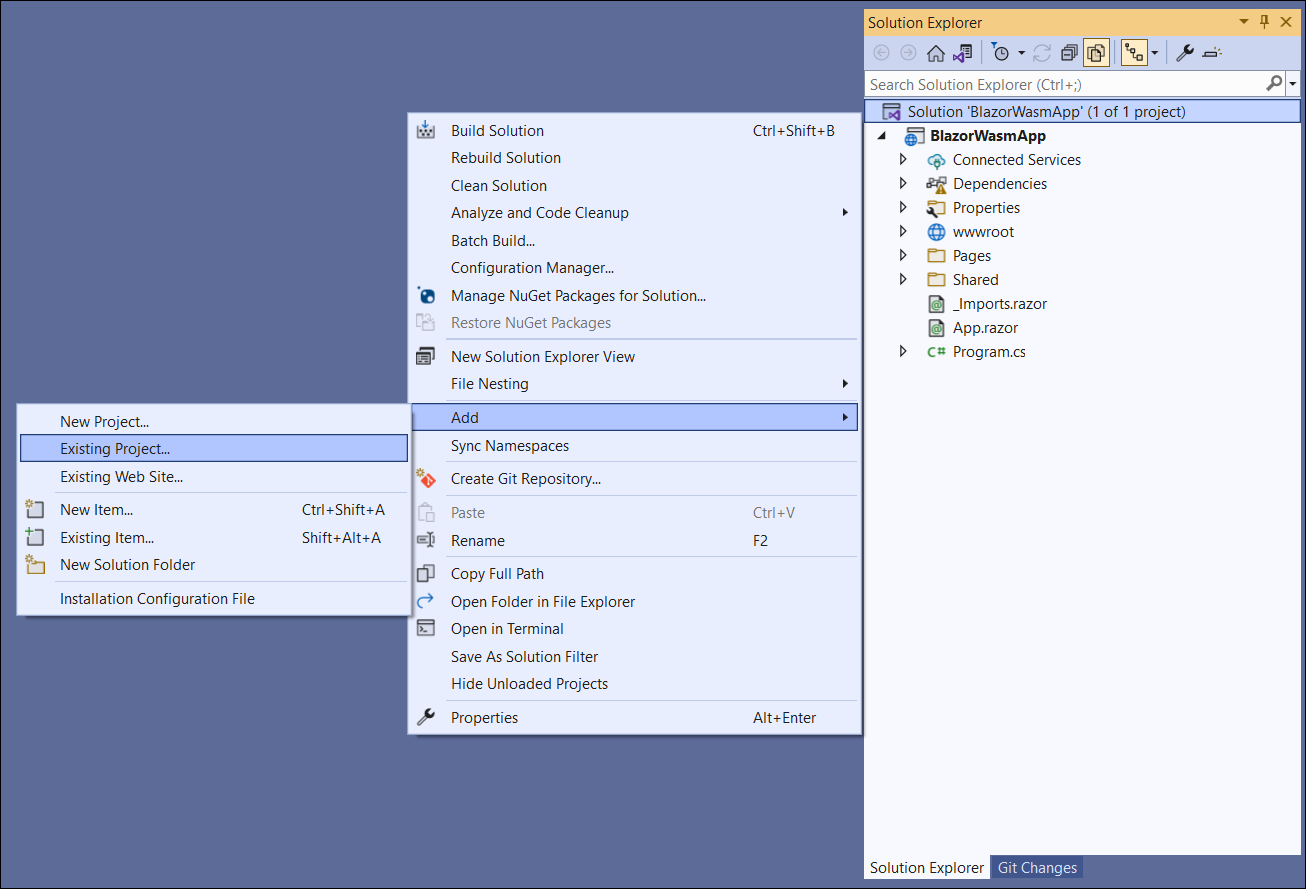 Solution Explorer
Search Solution Explorer (Ctrl+;)
Solution 'BlazorWasmApp' (1 of 1 project)
BlazorWasmApp
Connected Services
Dependencies
Properties
wwwroot
Pages
Shared
_Imports.razor
App.razor
C# Program.cs
Build Solution Ctrl+Shift+B
Rebuild Solution
Clean Solution
Analyze and Code Cleanup
Batch Build...
Configuration Manager...
Manage NuGet Packages for Solution...
Restore NuGet Packages
New Solution Explorer View
File Nesting
Add
Sync Namespaces
Create Git Repository...
Paste Ctrl+V
Rename F2
Copy Full Path
Open Folder in File Explorer
Open in Terminal
Save As Solution Filter
Hide Unloaded Projects
Properties Alt+Enter
New Project...
Existing Project...
Existing Web Site...
New Item... Ctrl+Shift+A
Existing Item... Shift+Alt+A
New Solution Folder
Installation Configuration File
Solution Explorer Git Changes